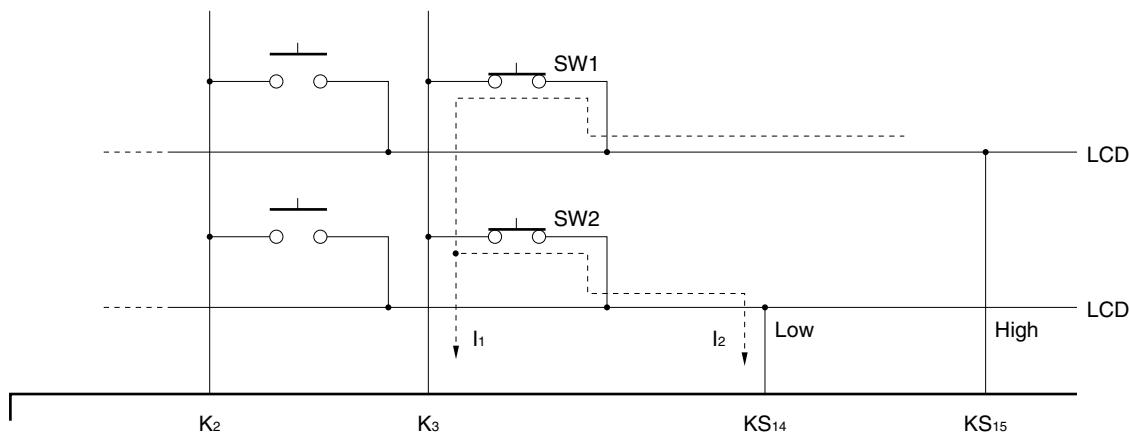 SW1
LCD
SW2
LCD
I₁
I₂
Low
High
K₂
K₃
KS₁₄
KS₁₅